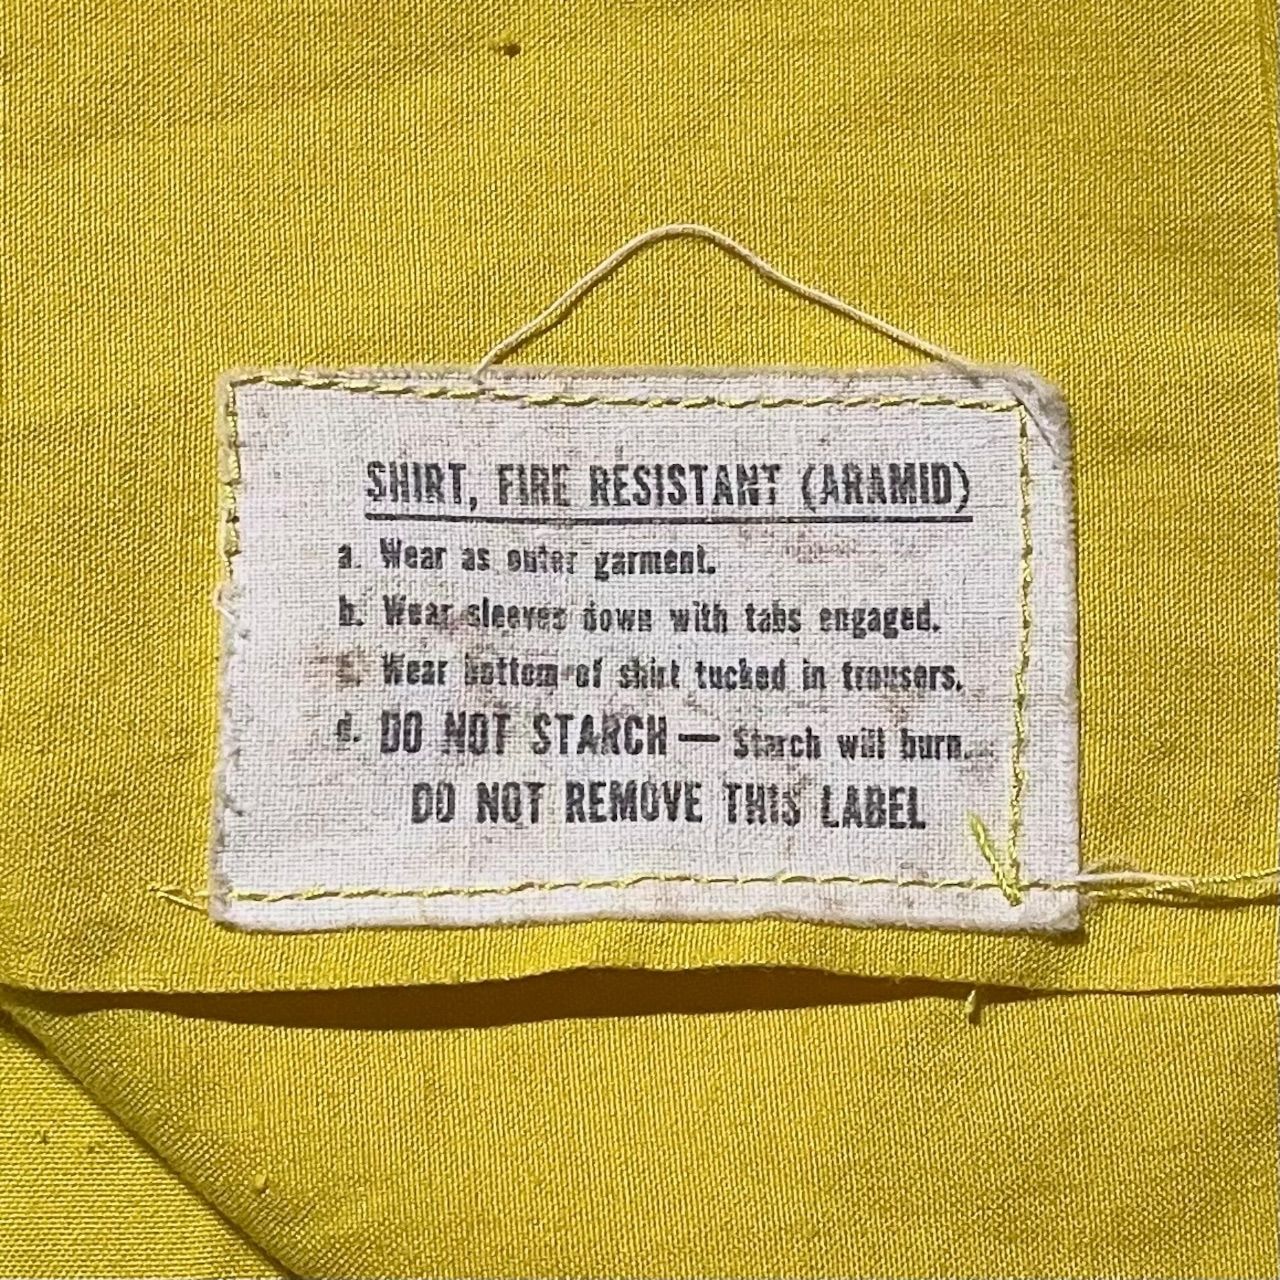 SHIRT, FIRE RESISTANT (ARAMID)
a. Wear as outer garment.
b. Wear sleeves down with tabs engaged.
c. Wear bottom of shirt tucked in trousers.
d. DO NOT STARCH — Starch will burn.
DO NOT REMOVE THIS LABEL